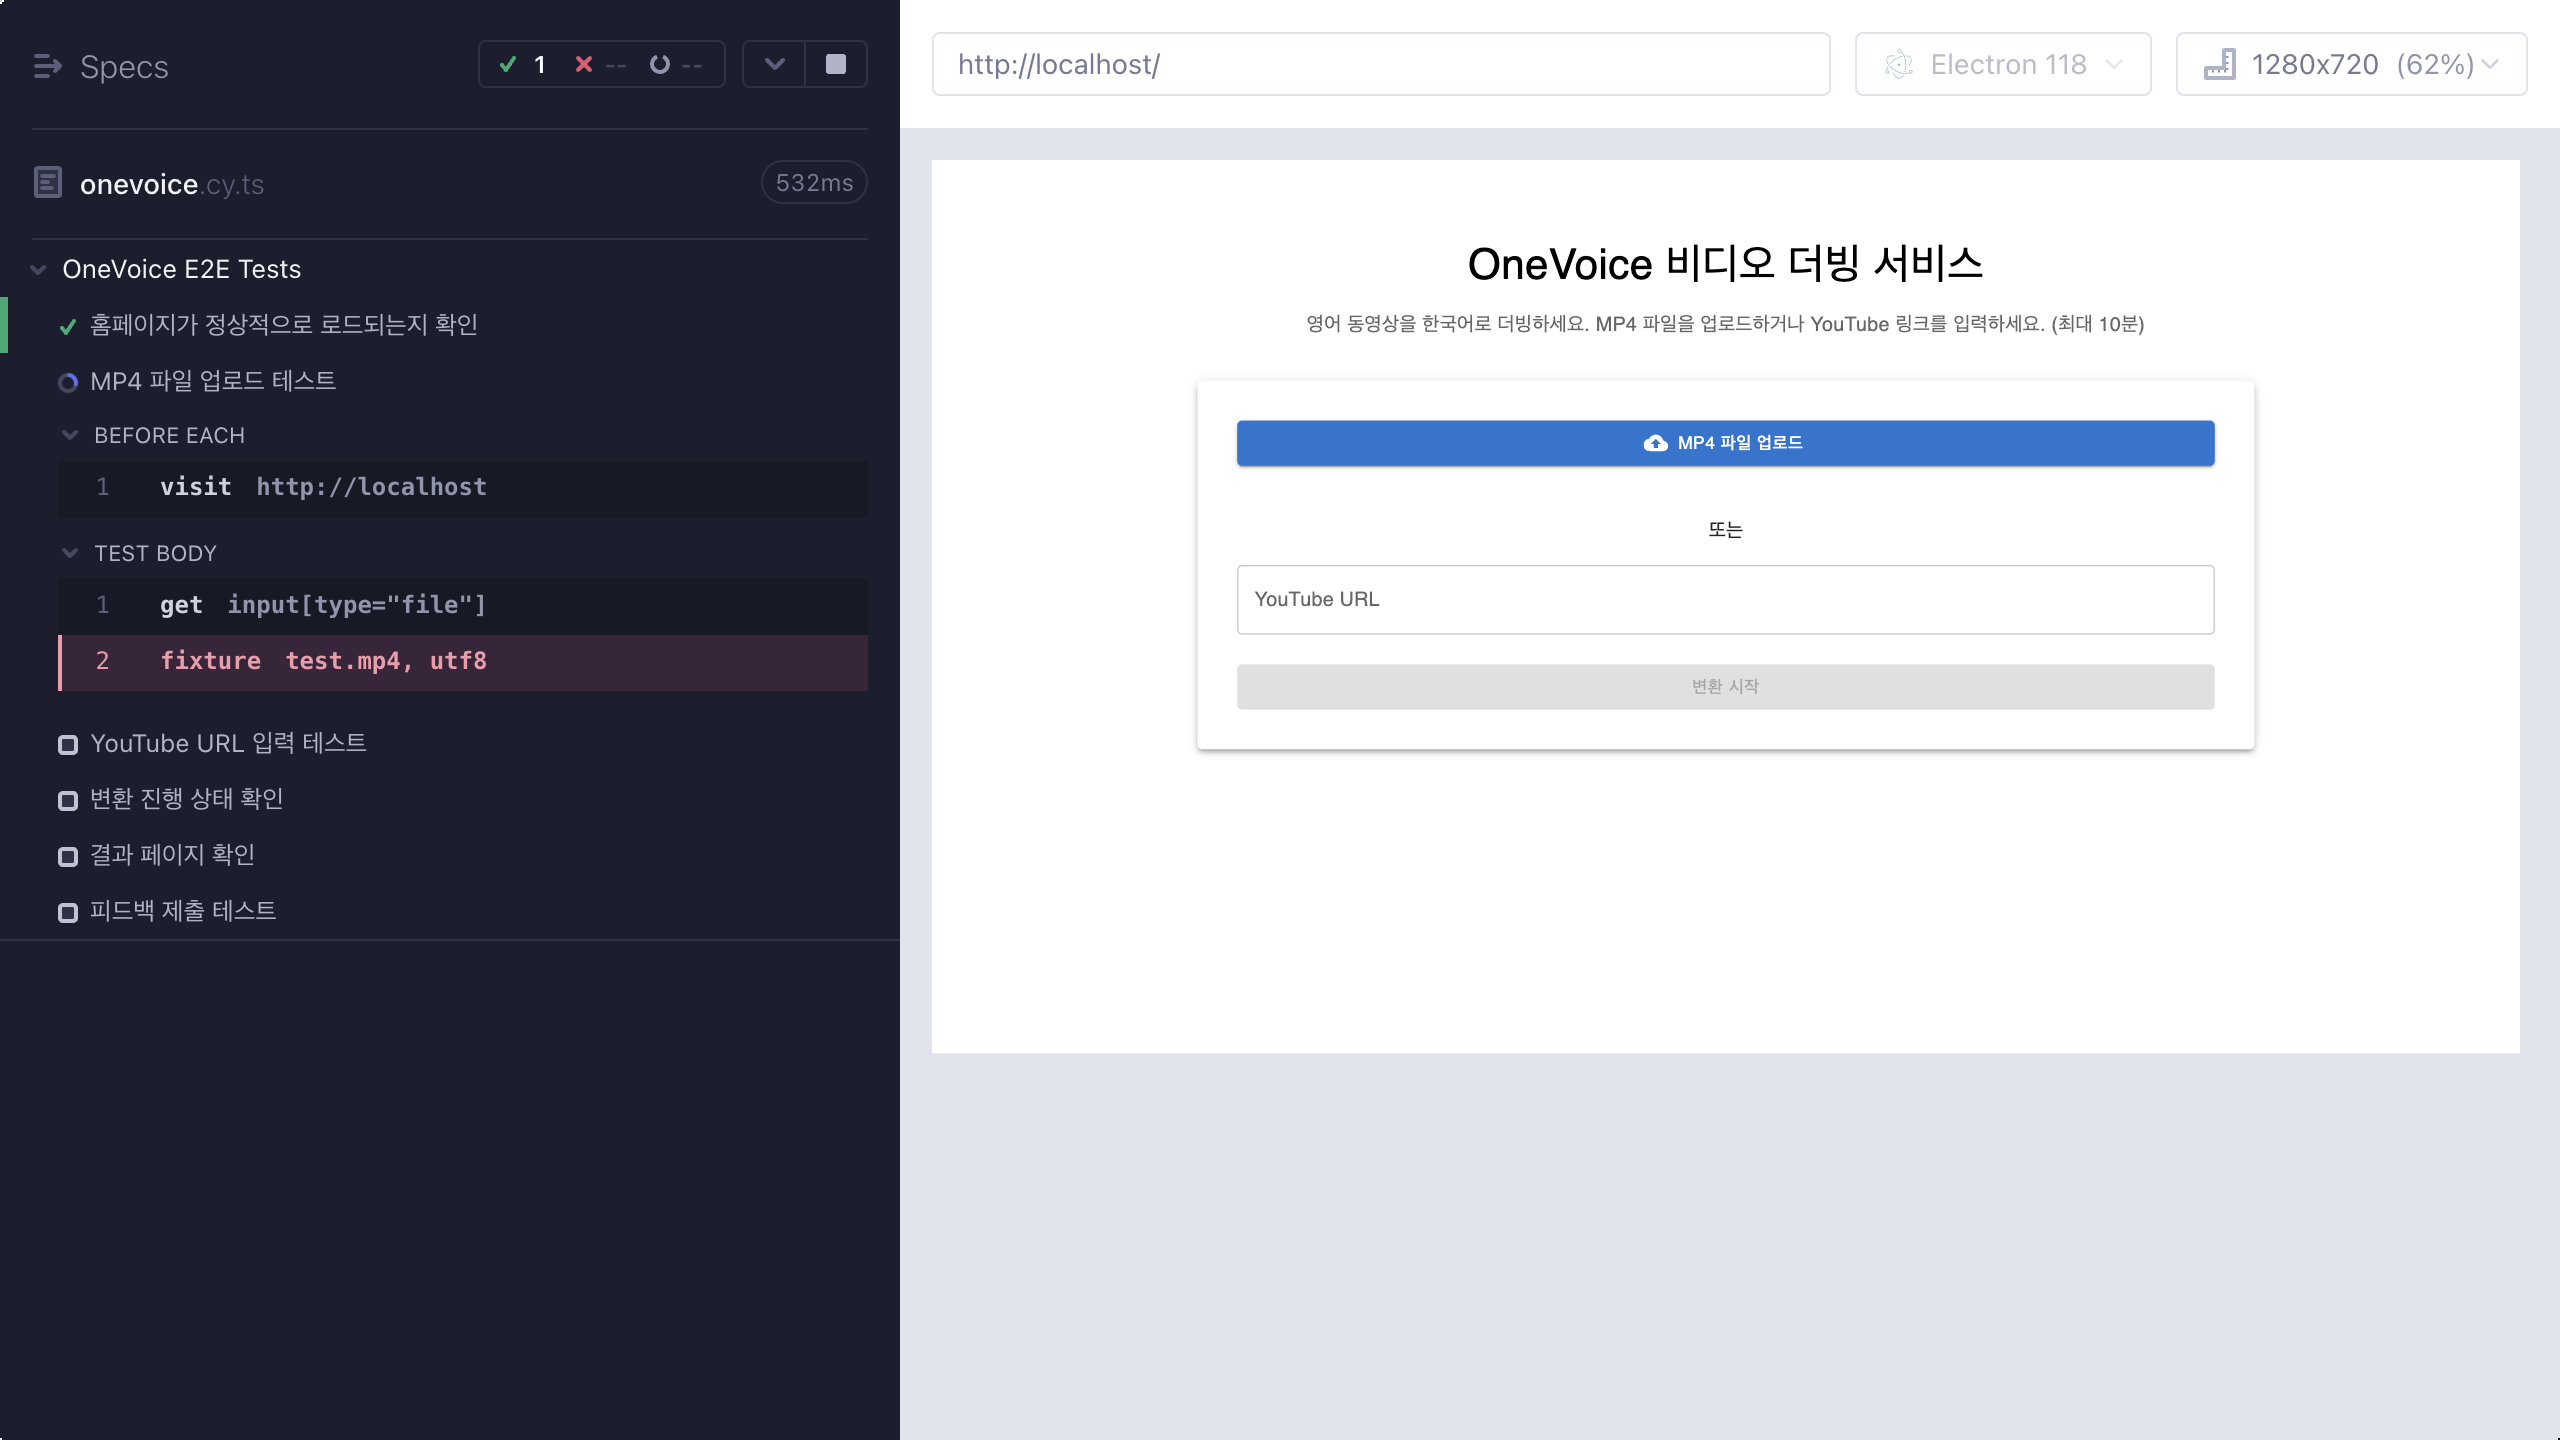 Specs
1 -- --
onevoice.cy.ts 532ms
OneVoice E2E Tests
홈페이지가 정상적으로 로드되는지 확인
MP4 파일 업로드 테스트
BEFORE EACH
1 visit http://localhost
TEST BODY
1 get input[type="file"]
2 fixture test.mp4, utf8
YouTube URL 입력 테스트
변환 진행 상태 확인
결과 페이지 확인
피드백 제출 테스트
http://localhost/ Electron 118 1280x720 (62%)
OneVoice 비디오 더빙 서비스
영어 동영상을 한국어로 더빙하세요. MP4 파일을 업로드하거나 YouTube 링크를 입력하세요. (최대 10분)
MP4 파일 업로드
또는
YouTube URL
변환 시작